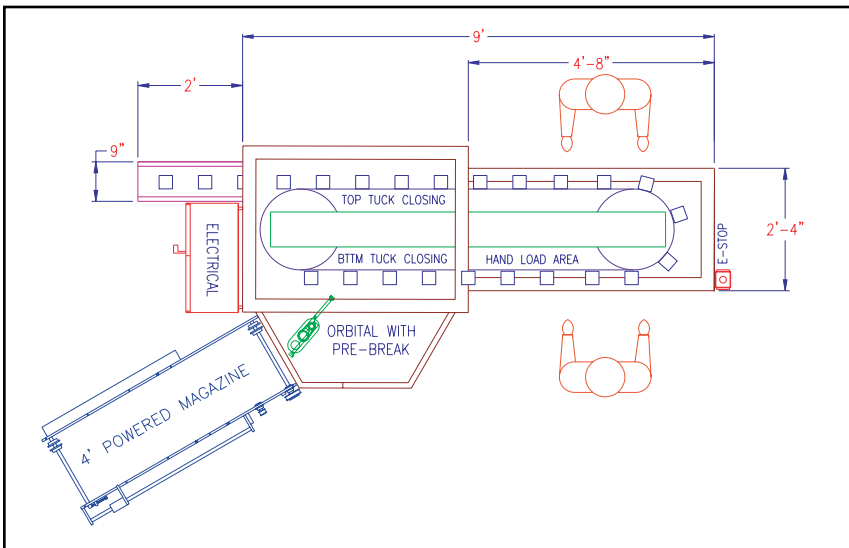 9'
4'-8"
2'
9"
TOP TUCK CLOSING
2'-4"
E-STOP
ELECTRICAL
BTTM TUCK CLOSING
HAND LOAD AREA
ORBITAL WITH
PRE-BREAK
4' POWERED MAGAZINE